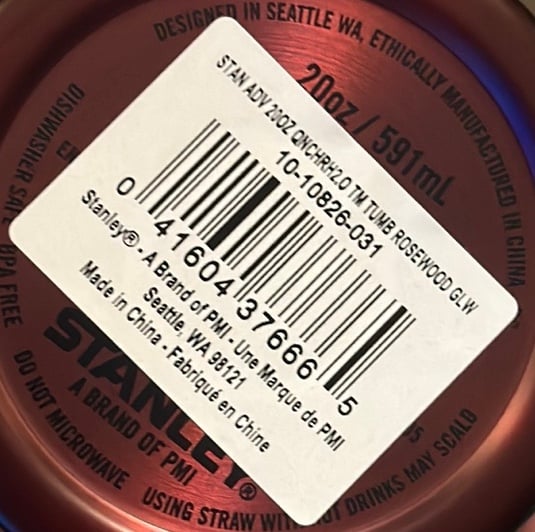 DESIGNED IN SEATTLE WA, ETHICALLY MANUFACTURED IN CHINA
20oz / 591mL
STAN ADV 20OZ QNCHRH2.O TM TUMB ROSEWOOD GLW
10-10826-031
0 41604 37666 5
Stanley® - A Brand of PMI - Une Marque de PMI
Seattle, WA 98121
Made in China - Fabriqué en Chine
STANLEY®
A BRAND OF PMI
DISHWASHER SAFE
BPA FREE
DO NOT MICROWAVE
USING STRAW WITH HOT DRINKS MAY SCALD